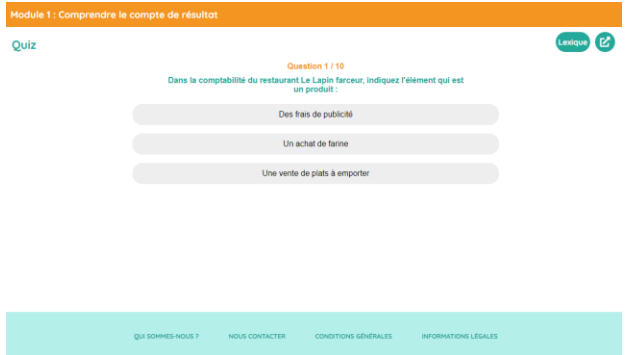 Module 1 : Comprendre le compte de résultat
Quiz
Lexique
Question 1 / 10
Dans la comptabilité du restaurant Le Lapin farceur, indiquez l'élément qui est
un produit :
Des frais de publicité
Un achat de farine
Une vente de plats à emporter
QUI SOMMES-NOUS ?
NOUS CONTACTER
CONDITIONS GÉNÉRALES
INFORMATIONS LÉGALES